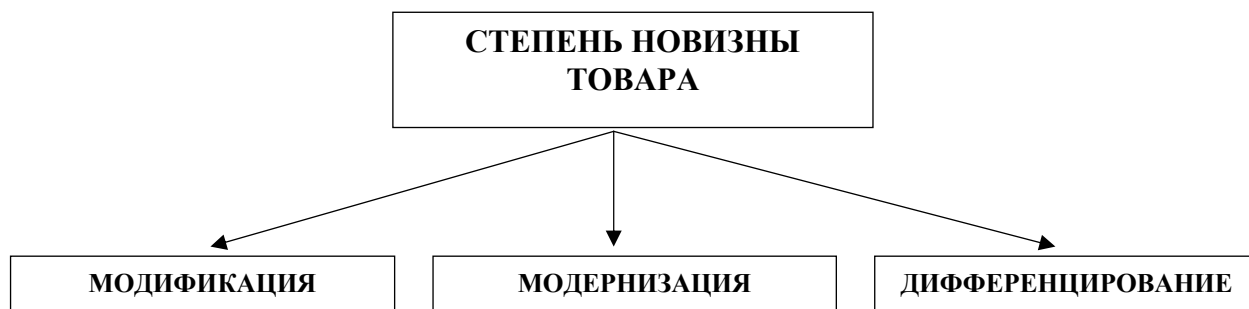 СТЕПЕНЬ НОВИЗНЫ
ТОВАРА
МОДИФИКАЦИЯ
МОДЕРНИЗАЦИЯ
ДИФФЕРЕНЦИРОВАНИЕ